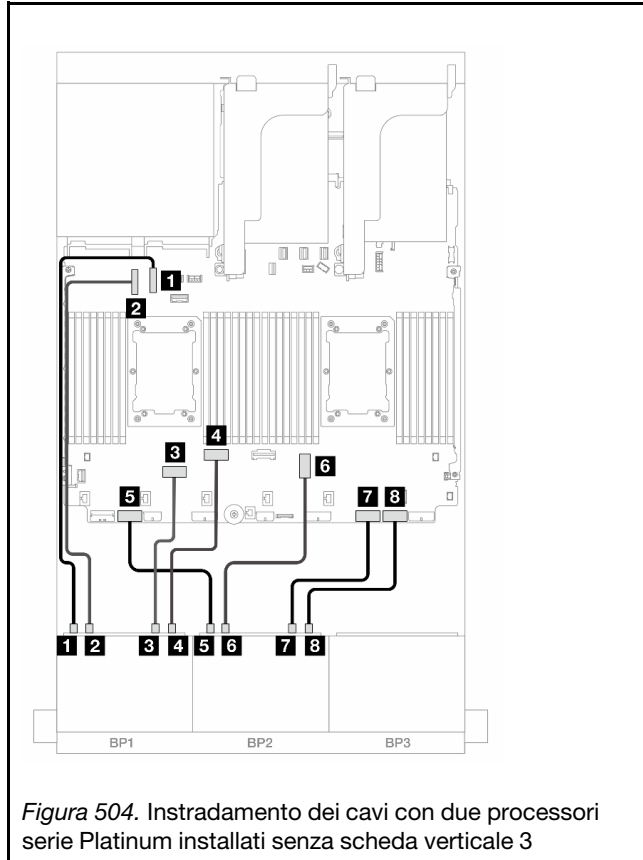 1
2
4
3
6
5
7 8
1 2 3 4 5 6 7 8
BP1 BP2 BP3
Figura 504. Instradamento dei cavi con due processori
serie Platinum installati senza scheda verticale 3